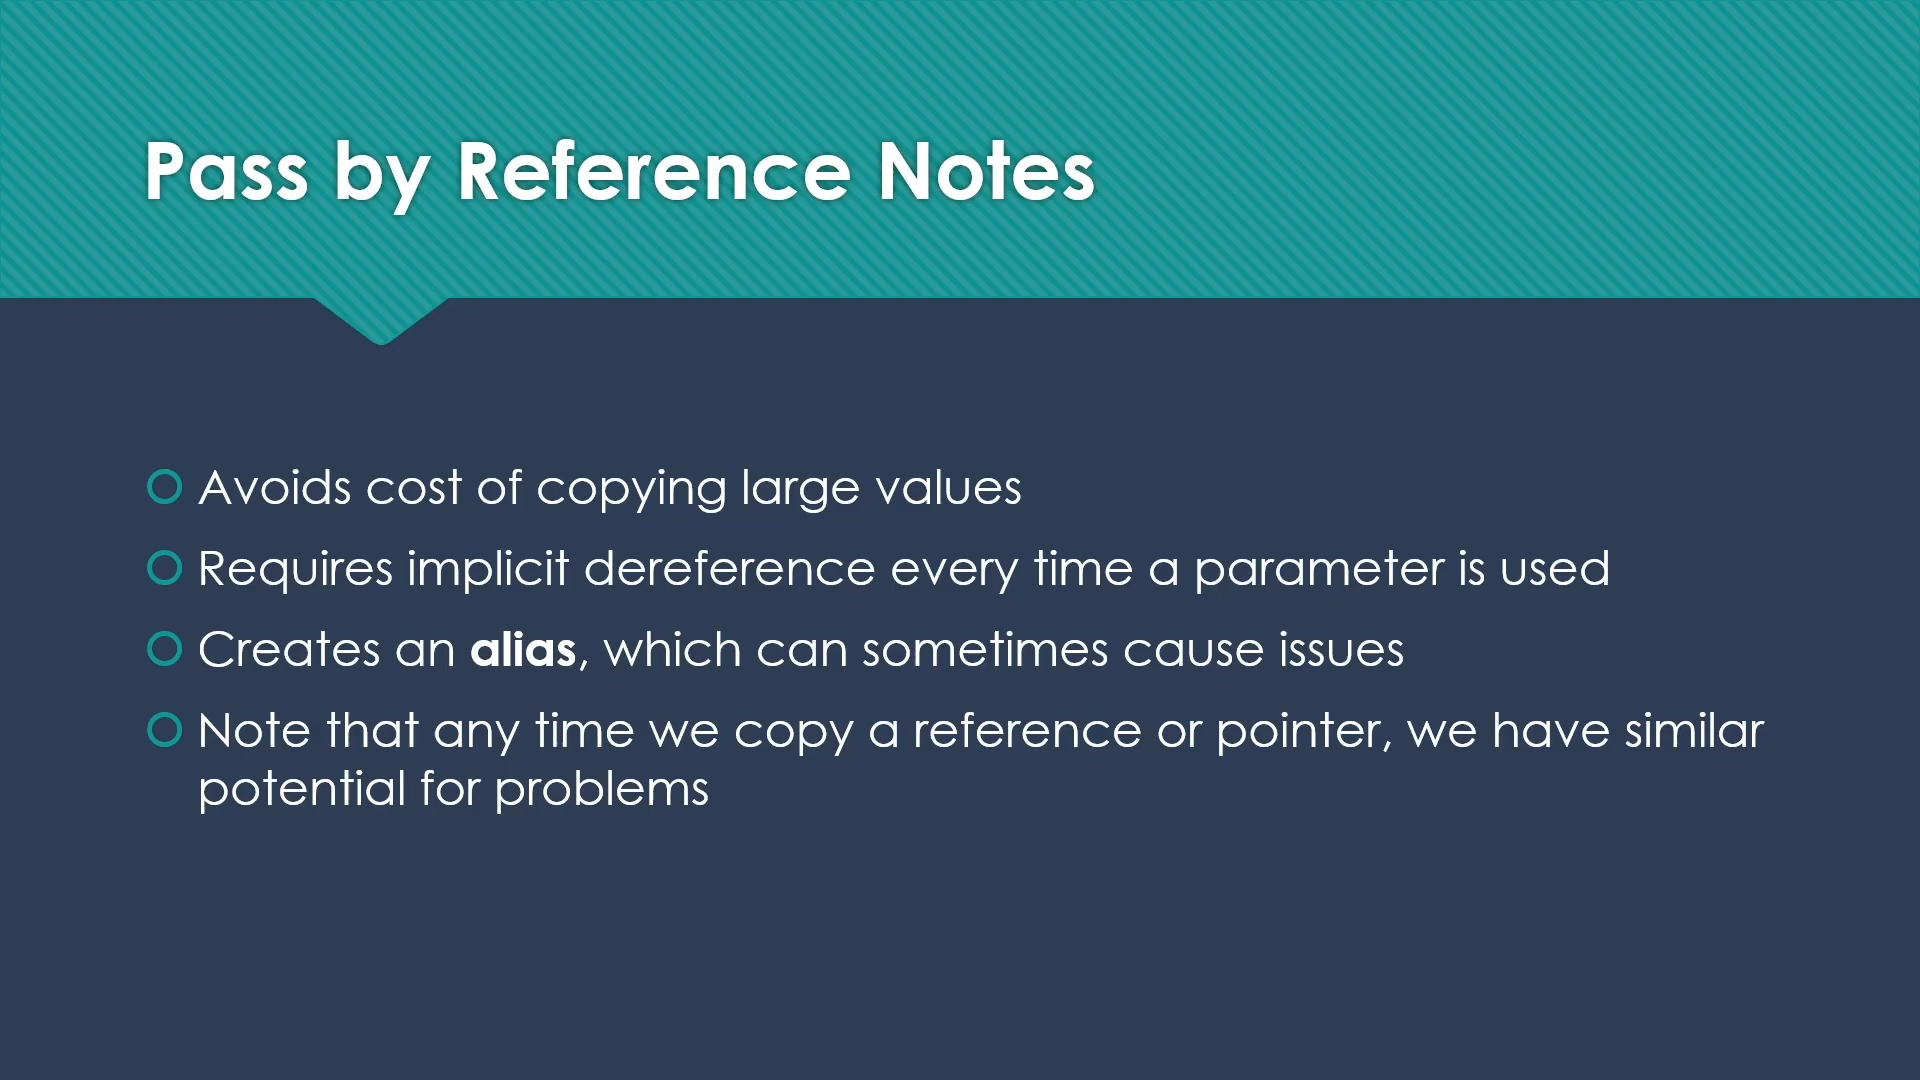 Pass by Reference Notes
Avoids cost of copying large values
Requires implicit dereference every time a parameter is used
Creates an alias, which can sometimes cause issues
Note that any time we copy a reference or pointer, we have similar
potential for problems